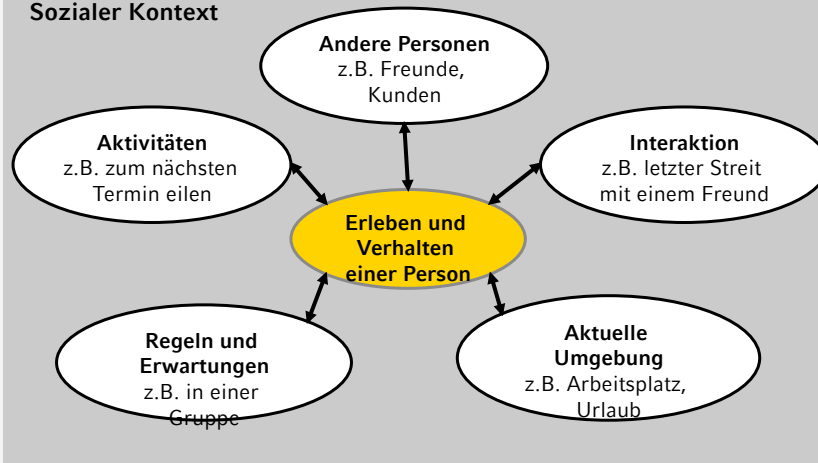 Sozialer Kontext
Andere Personen
z.B. Freunde,
Kunden
Aktivitäten
z.B. zum nächsten
Termin eilen
Interaktion
z.B. letzter Streit
mit einem Freund
Erleben und
Verhalten
einer Person
Regeln und
Erwartungen
z.B. in einer
Gruppe
Aktuelle
Umgebung
z.B. Arbeitsplatz,
Urlaub